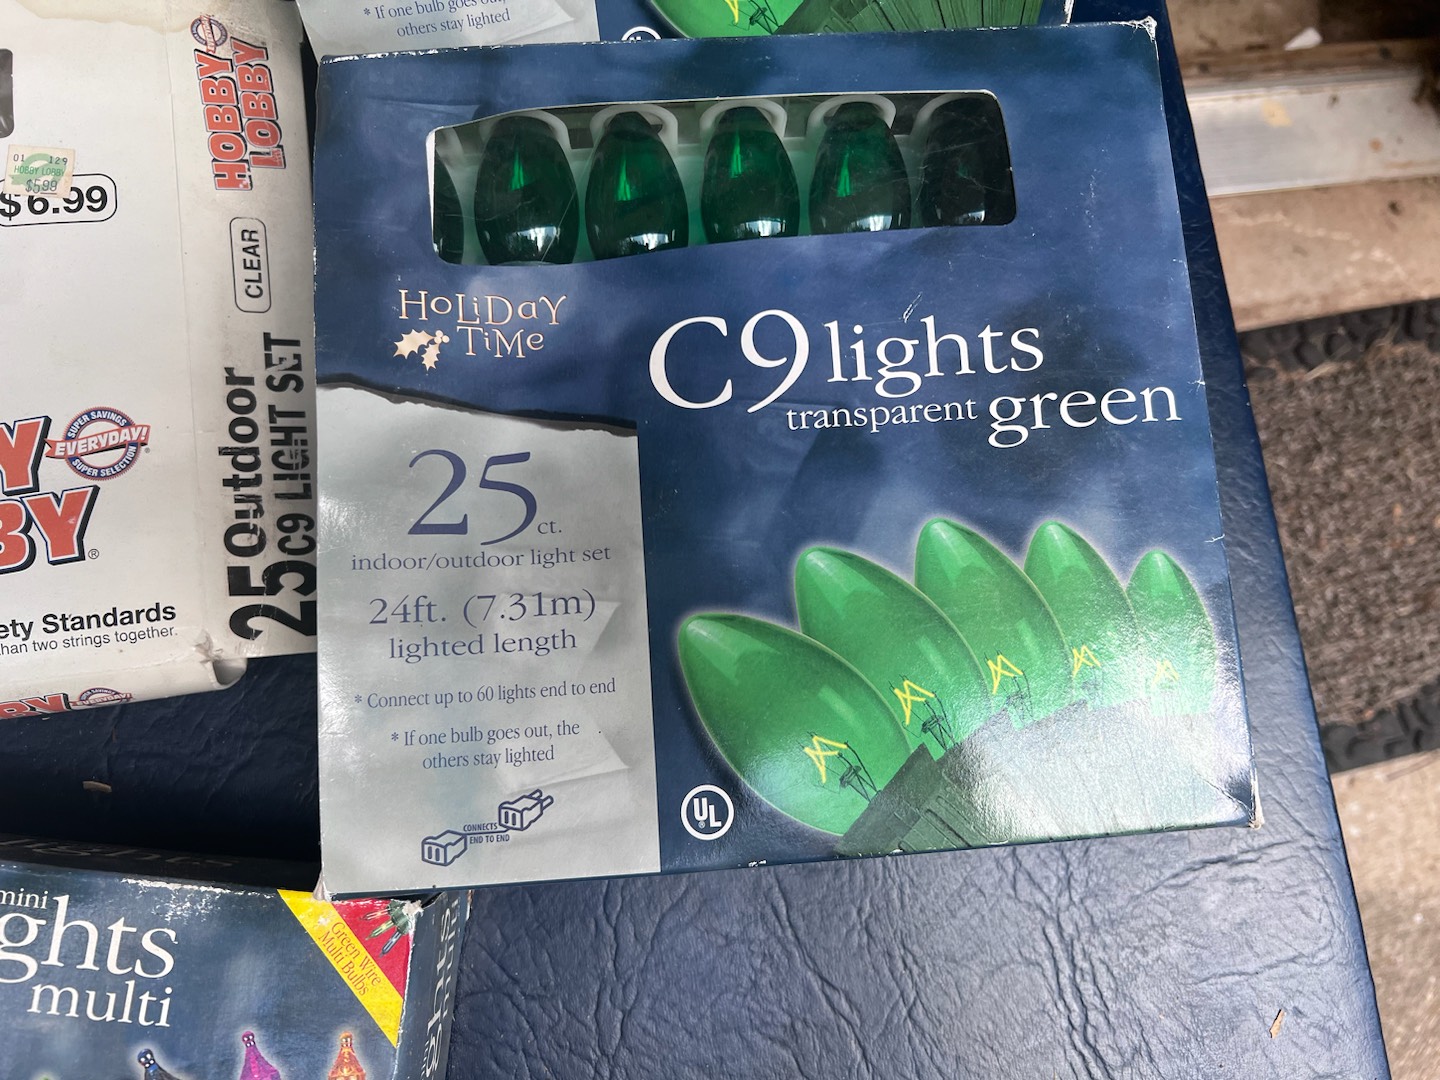 * If one bulb goes out,
others stay lighted
HOBBY
LOBBY
01 129
HOBBY LOBBY
$5.99
$6.99
CLEAR
25 Outdoor
25 C9 LIGHT SET
SUPER SAVINGS
EVERYDAY!
SUPER SELECTION
Y
BY®
ety Standards
han two strings together.
HOLIDAY
TIME
C9 lights
transparent green
25 ct.
indoor/outdoor light set
24ft. (7.31m)
lighted length
* Connect up to 60 lights end to end
* If one bulb goes out, the
others stay lighted
CONNECTS
END TO END
UL
mini
ghts
multi
Green Wire
Multi Bulbs